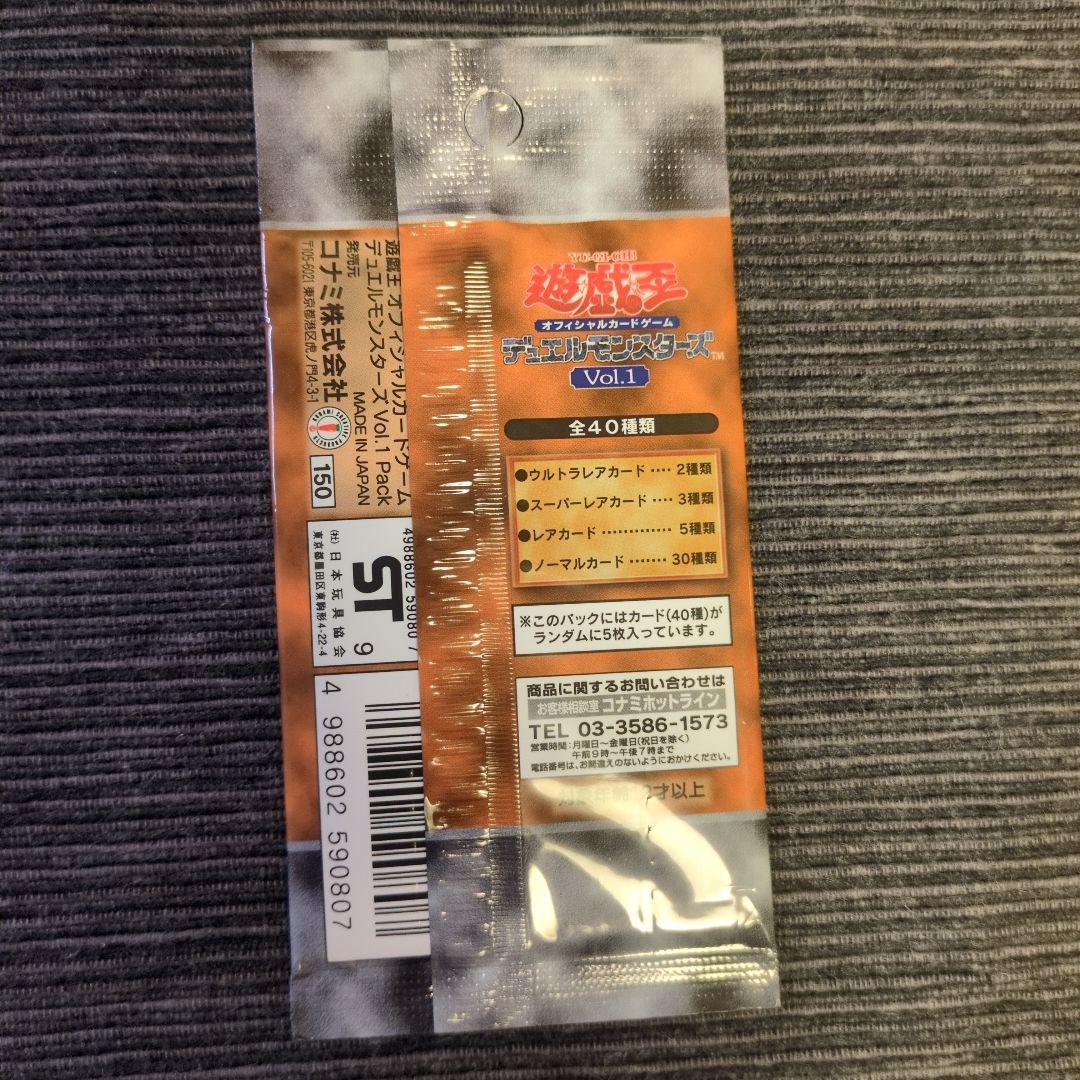 YU-GI-OH
遊戯王
オフィシャルカードゲーム
デュエルモンスターズ™
Vol.1
全40種類
●ウルトラレアカード ···· 2種類
●スーパーレアカード ···· 3種類
●レアカード ············· 5種類
●ノーマルカード ······· 30種類
※このパックにはカード(40種)が
ランダムに5枚入っています。
商品に関するお問い合わせは
お客様相談室 コナミホットライン
TEL 03-3586-1573
営業時間:月曜日〜金曜日(祝日を除く)
午前9時〜午後7時まで
電話番号は、お間違えのないようにおかけください。
才以上
遊戯王 オフィシャルカードゲーム
デュエルモンスターズ Vol.1 Pack
発売元 MADE IN JAPAN
コナミ株式会社
〒105-6021 東京都港区虎ノ門4-3-1
KONAMI CREATIVE PRODUCTS
150
4988602 59080 7
ST 9
(社)日本玩具協会
東京都墨田区東駒形4-22-4
4 988602 590807